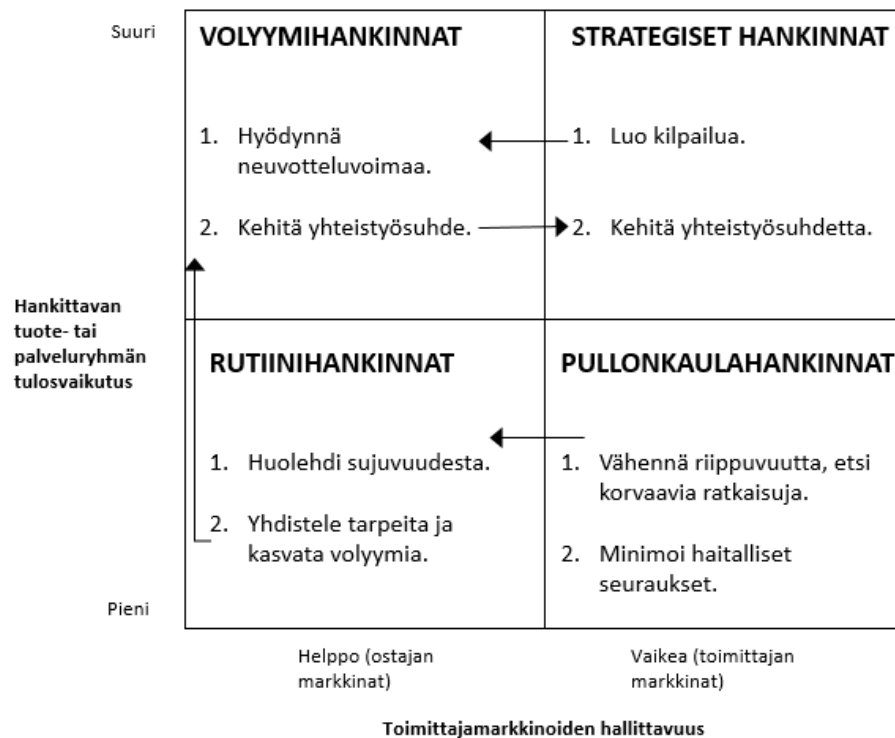 Suuri
VOLYYMIHANKINNAT
1. Hyödynnä
neuvotteluvoimaa.
2. Kehitä yhteistyösuhde.
STRATEGISET HANKINNAT
1. Luo kilpailua.
2. Kehitä yhteistyösuhdetta.
Hankittavan
tuote- tai
palveluryhmän
tulosvaikutus
RUTIINIHANKINNAT
1. Huolehdi sujuvuudesta.
2. Yhdistele tarpeita ja
kasvata volyymia.
PULLONKAULAHANKINNAT
1. Vähennä riippuvuutta, etsi
korvaavia ratkaisuja.
2. Minimoi haitalliset
seuraukset.
Pieni
Helppo (ostajan
markkinat)
Vaikea (toimittajan
markkinat)
Toimittajamarkkinoiden hallittavuus